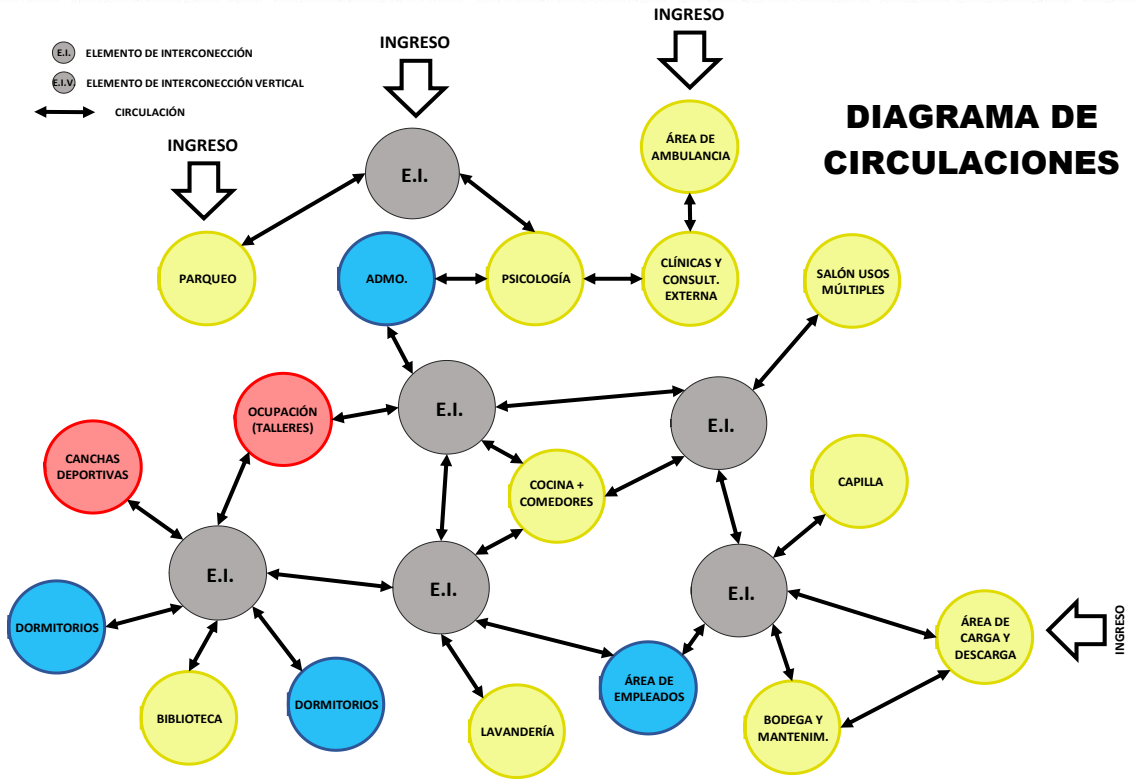 INGRESO
INGRESO
E.I.
ELEMENTO DE INTERCONECCIÓN
E.I.V.
ELEMENTO DE INTERCONECCIÓN VERTICAL
CIRCULACIÓN
DIAGRAMA DE
CIRCULACIONES
INGRESO
ÁREA DE
AMBULANCIA
E.I.
PARQUEO
ADMO.
PSICOLOGÍA
CLÍNICAS Y
CONSULT.
EXTERNA
SALÓN USOS
MÚLTIPLES
OCUPACIÓN
(TALLERES)
E.I.
E.I.
CANCHAS
DEPORTIVAS
COCINA +
COMEDORES
CAPILLA
E.I.
E.I.
E.I.
DORMITORIOS
ÁREA DE
CARGA Y
DESCARGA
INGRESO
BIBLIOTECA
DORMITORIOS
LAVANDERÍA
ÁREA DE
EMPLEADOS
BODEGA Y
MANTENIM.